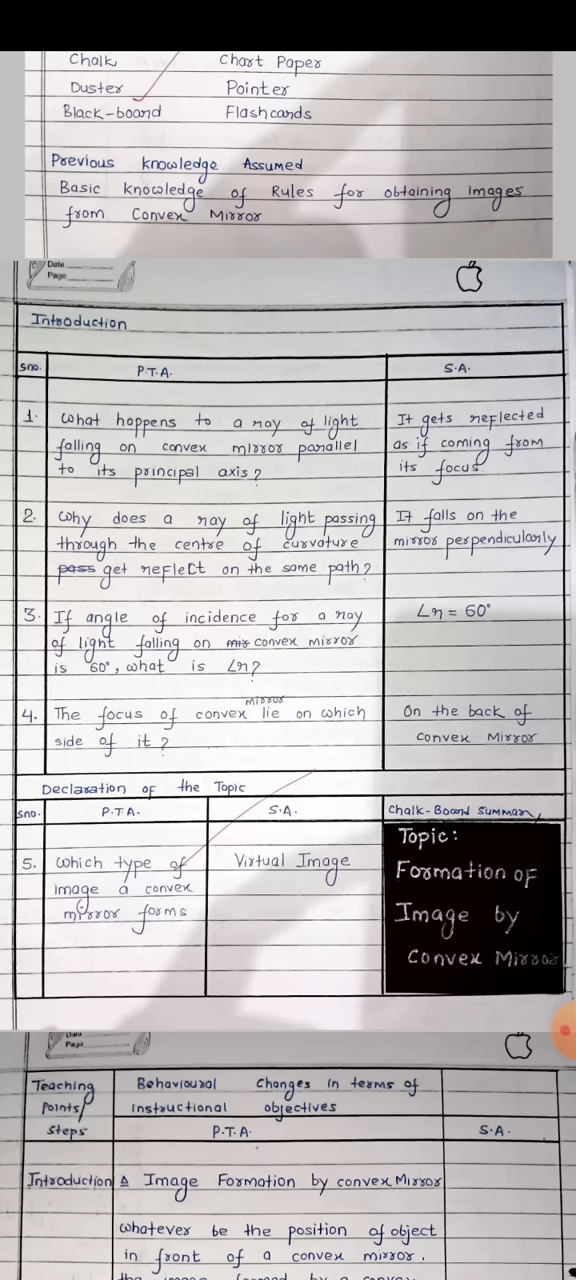 Chalk Chart Paper
Duster Pointer
Black-board Flashcards
Previous knowledge Assumed
Basic knowledge of Rules for obtaining Images
from Convex Mirror
Date
Page
Introduction
Sno. P.T.A. S.A.
1. What happens to a ray of light It gets reflected
falling on convex mirror parallel as if coming from
to its principal axis? its focus.
2. Why does a ray of light passing It falls on the
through the centre of curvature mirror perpendicularly
pass get reflect on the same path?
3. If angle of incidence for a ray ∠r = 60°
of light falling on mir convex mirror
is 60°, what is ∠r?
mirror
4. The focus of convex lie on which On the back of
side of it? convex Mirror
Declaration of the Topic
Sno. P.T.A. S.A. Chalk-Board Summary
5. Which type of Virtual Image
image a convex
mirror forms
Topic:
Formation of
Image by
Convex Mirror
Data
Page
Teaching Behavioural Changes in terms of
Points/ instructional objectives
Steps P.T.A. S.A.
Introduction Δ Image Formation by convex Mirror
Whatever be the position of object
in front of a convex mirror,
the image formed by a convex